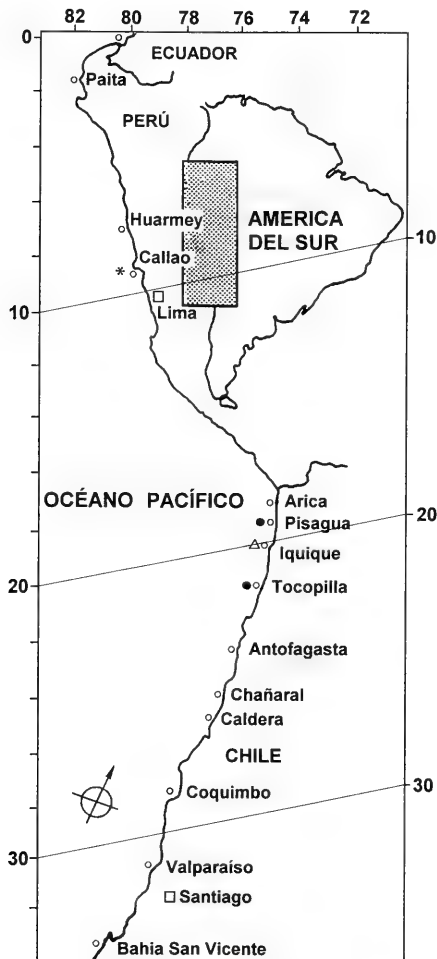 82 80 78 76 74 72
0
ECUADOR
Paita
PERÚ
Huarmey
AMERICA
DEL SUR
10
Callao
*
Lima
10
OCÉANO PACÍFICO
Arica
20
Pisagua
Iquique
20
Tocopilla
Antofagasta
Chañaral
Caldera
CHILE
30
Coquimbo
30
Valparaíso
Santiago
Bahia San Vicente